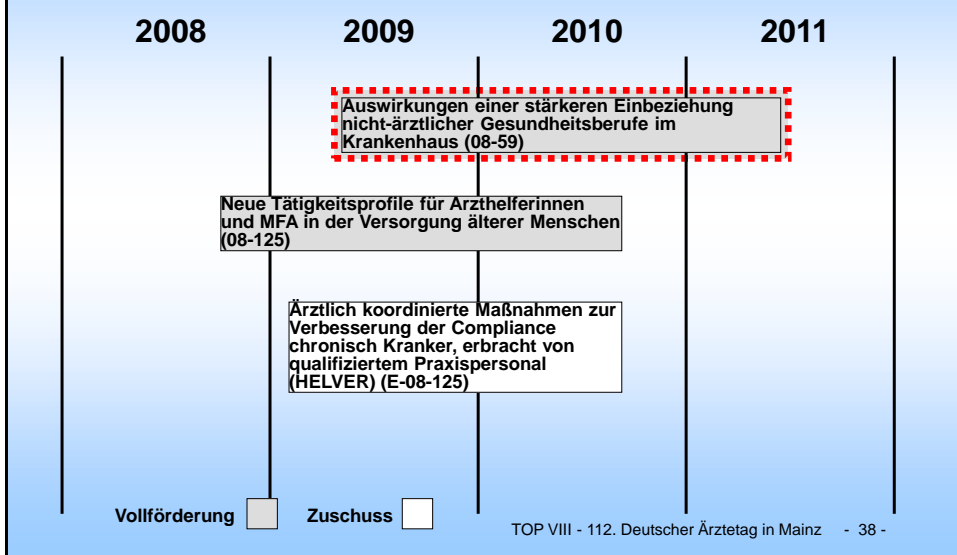 2008 2009 2010 2011
Auswirkungen einer stärkeren Einbeziehung
nicht-ärztlicher Gesundheitsberufe im
Krankenhaus (08-59)
Neue Tätigkeitsprofile für Arzthelferinnen
und MFA in der Versorgung älterer Menschen
(08-125)
Ärztlich koordinierte Maßnahmen zur
Verbesserung der Compliance
chronisch Kranker, erbracht von
qualifiziertem Praxispersonal
(HELVER) (E-08-125)
Vollförderung Zuschuss
TOP VIII - 112. Deutscher Ärztetag in Mainz - 38 -